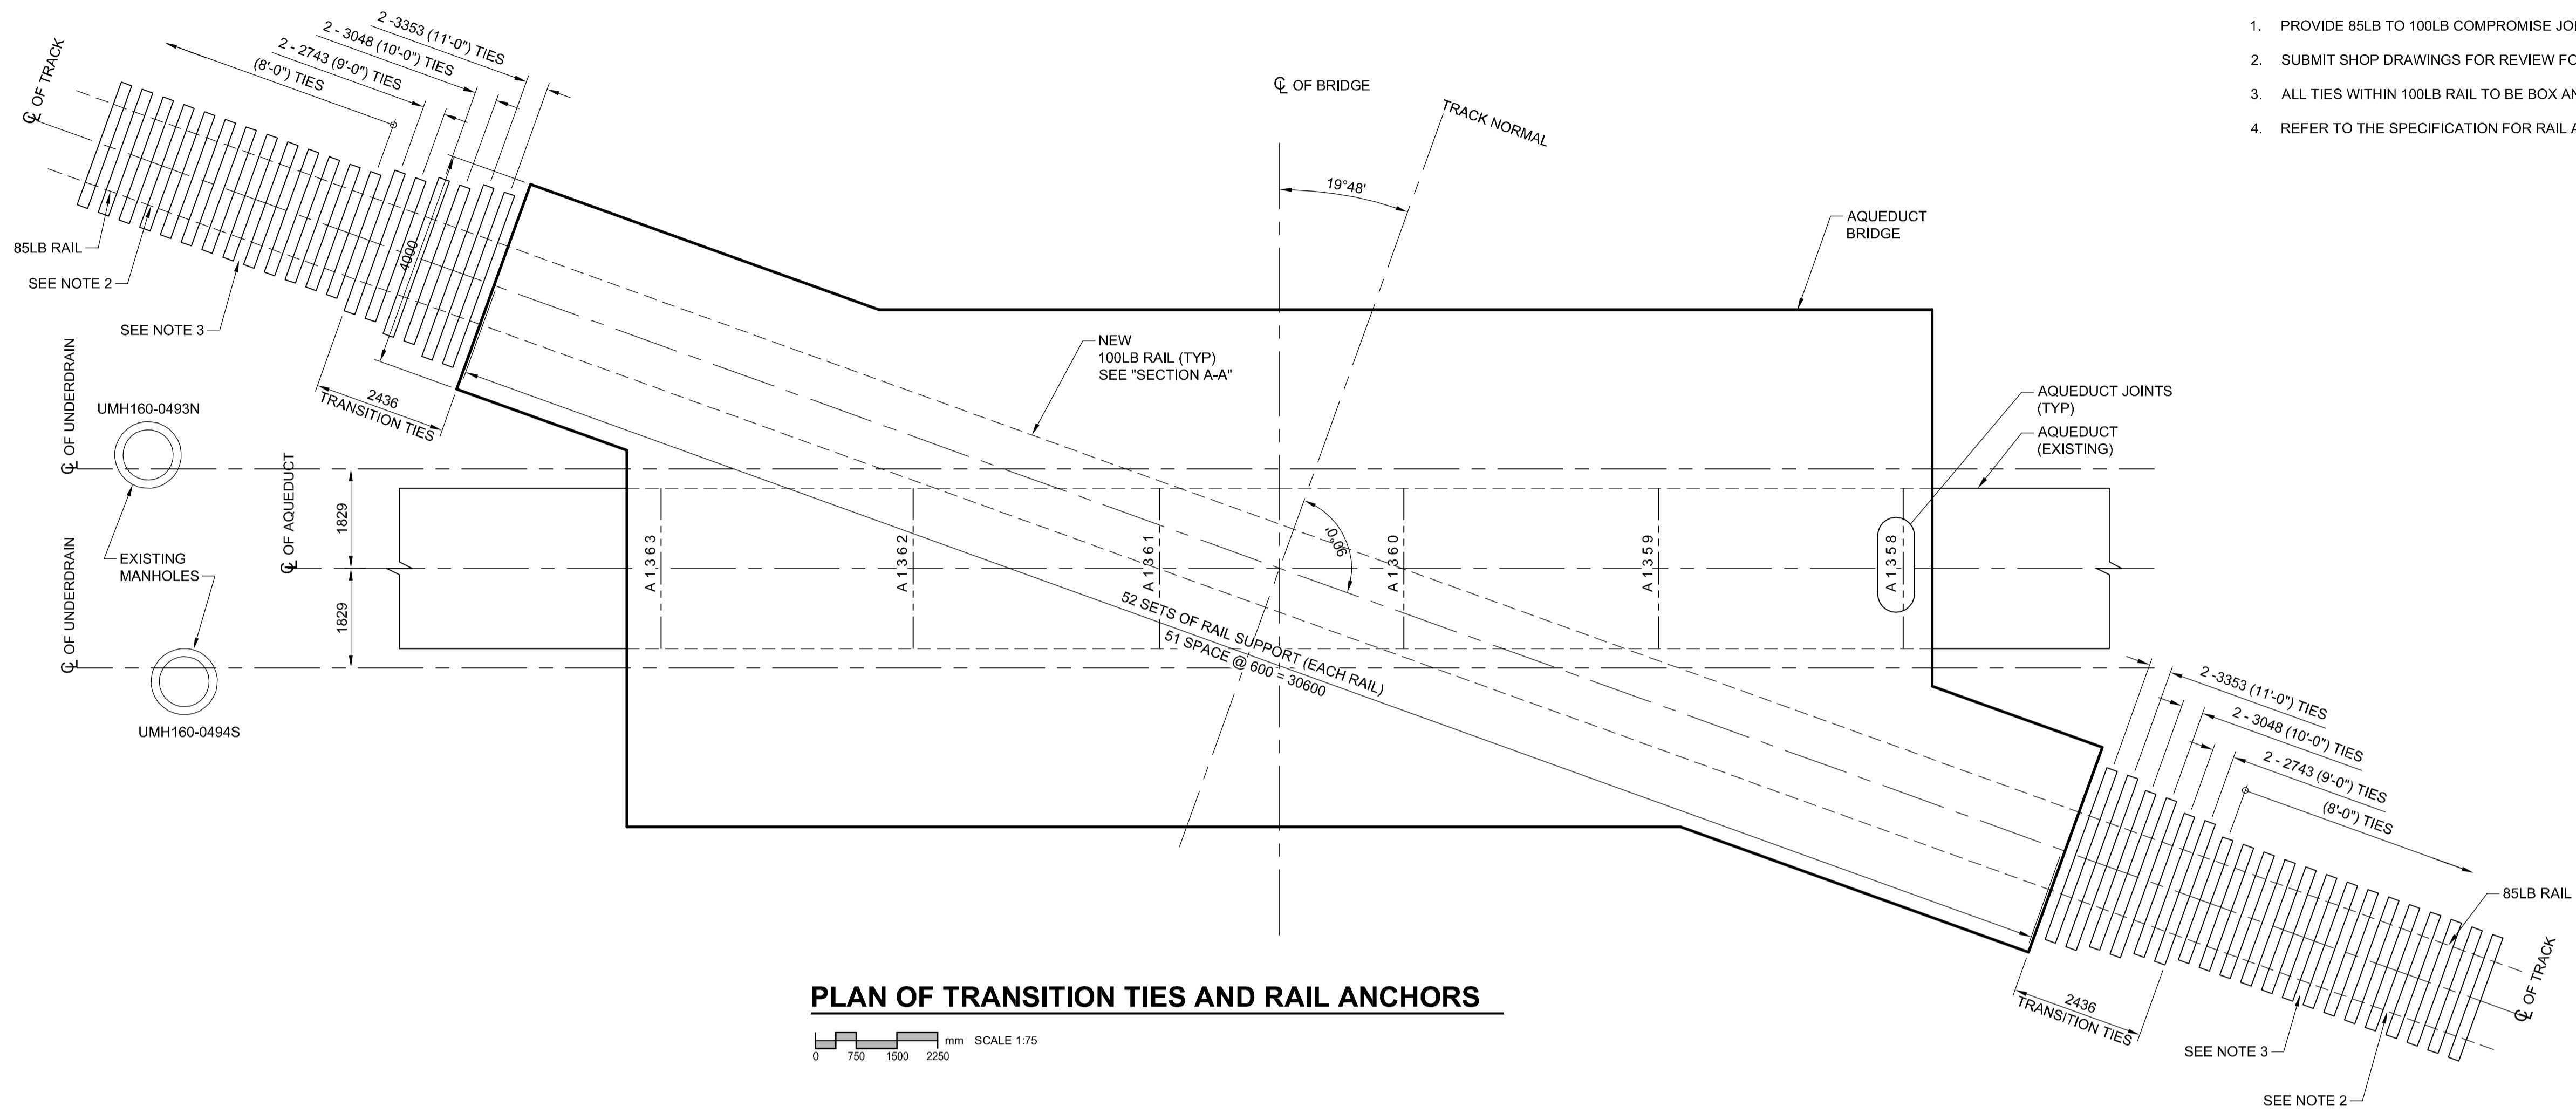 1. PROVIDE 85LB TO 100LB COMPROMISE
2. SUBMIT SHOP DRAWINGS FOR REVIEW
3. ALL TIES WITHIN 100LB RAIL TO BE BOX
4. REFER TO THE SPECIFICATION FOR RAIL
2 -3353 (11'-0") TIES
2 - 3048 (10'-0") TIES
2 - 2743 (9'-0") TIES
(8'-0") TIES
℄ OF TRACK
℄ OF BRIDGE
TRACK NORMAL
19°48'
AQUEDUCT
BRIDGE
85LB RAIL
SEE NOTE 2
SEE NOTE 3
4000
2436
TRANSITION TIES
NEW
100LB RAIL (TYP)
SEE "SECTION A-A"
℄ OF UNDERDRAIN
UMH160-0493N
℄ OF AQUEDUCT
1829
1829
EXISTING
MANHOLES
℄ OF UNDERDRAIN
UMH160-0494S
AQUEDUCT JOINTS
(TYP)
AQUEDUCT
(EXISTING)
A1363
A1362
A1361
A1360
A1359
A1358
90°0'
52 SETS OF RAIL SUPPORT (EACH RAIL)
51 SPACE @ 600 = 30600
2 -3353 (11'-0") TIES
2 - 3048 (10'-0") TIES
2 - 2743 (9'-0") TIES
(8'-0") TIES
85LB RAIL
℄ OF TRACK
2436
TRANSITION TIES
SEE NOTE 3
SEE NOTE 2
PLAN OF TRANSITION TIES AND RAIL ANCHORS
0 750 1500 2250 mm SCALE 1:75